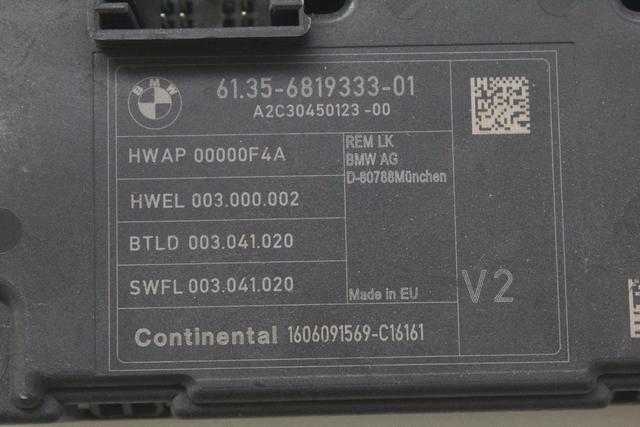 BMW
61.35-6819333-01
A2C30450123-00
HWAP 00000F4A
REM LK
BMW AG
D-80788München
HWEL 003.000.002
BTLD 003.041.020
SWFL 003.041.020
Made in EU
V2
Continental 1606091569-C16161